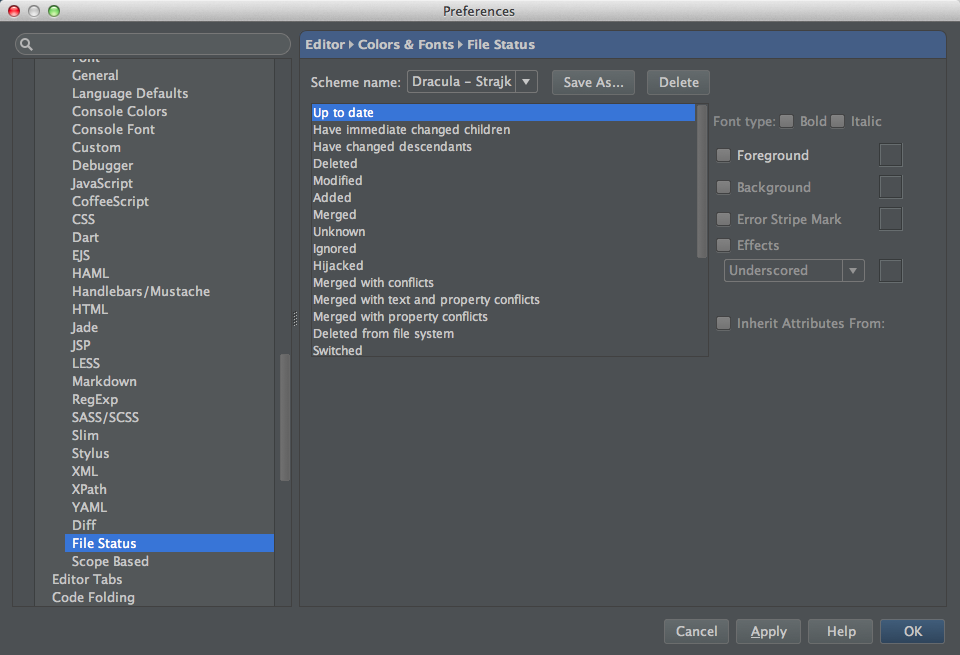 Preferences
Editor ▸ Colors & Fonts ▸ File Status
Font
General
Language Defaults
Console Colors
Console Font
Custom
Debugger
JavaScript
CoffeeScript
CSS
Dart
EJS
HAML
Handlebars/Mustache
HTML
Jade
JSP
LESS
Markdown
RegExp
SASS/SCSS
Slim
Stylus
XML
XPath
YAML
Diff
File Status
Scope Based
Editor Tabs
Code Folding
Scheme name: Dracula - Strajk Save As... Delete
Up to date
Have immediate changed children
Have changed descendants
Deleted
Modified
Added
Merged
Unknown
Ignored
Hijacked
Merged with conflicts
Merged with text and property conflicts
Merged with property conflicts
Deleted from file system
Switched
Font type: Bold Italic
Foreground
Background
Error Stripe Mark
Effects
Underscored
Inherit Attributes From:
Cancel Apply Help OK